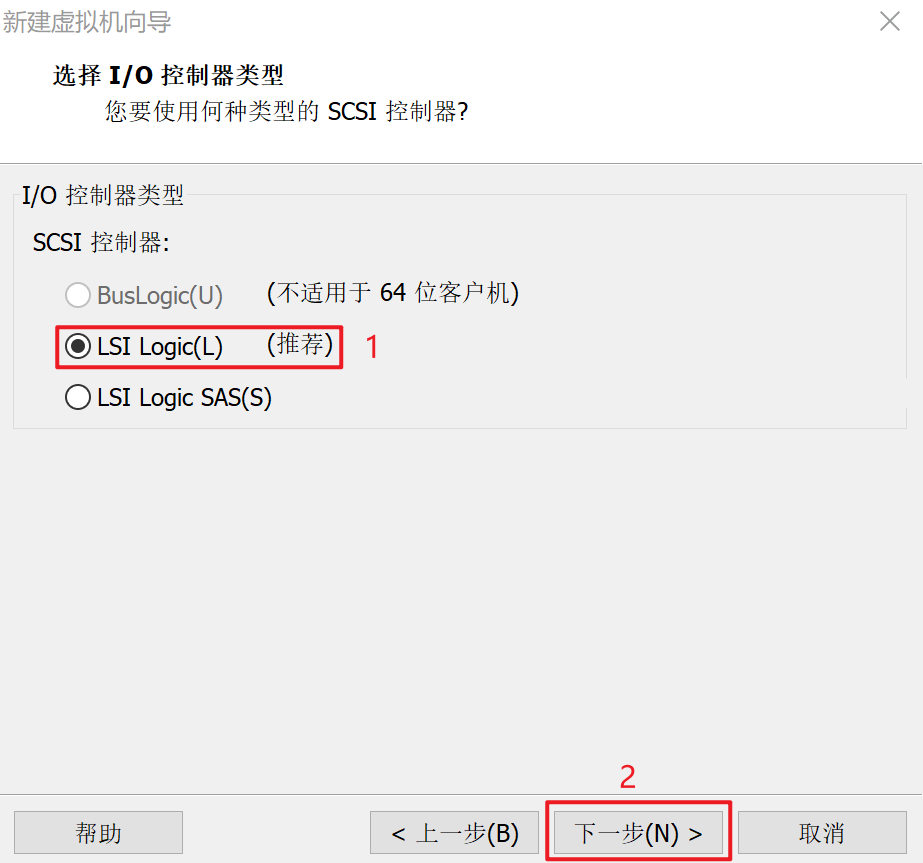 新建虚拟机向导
选择 I/O 控制器类型
您要使用何种类型的 SCSI 控制器?
I/O 控制器类型
SCSI 控制器:
BusLogic(U) (不适用于 64 位客户机)
LSI Logic(L) (推荐) 1
LSI Logic SAS(S)
2
帮助 < 上一步(B) 下一步(N) > 取消